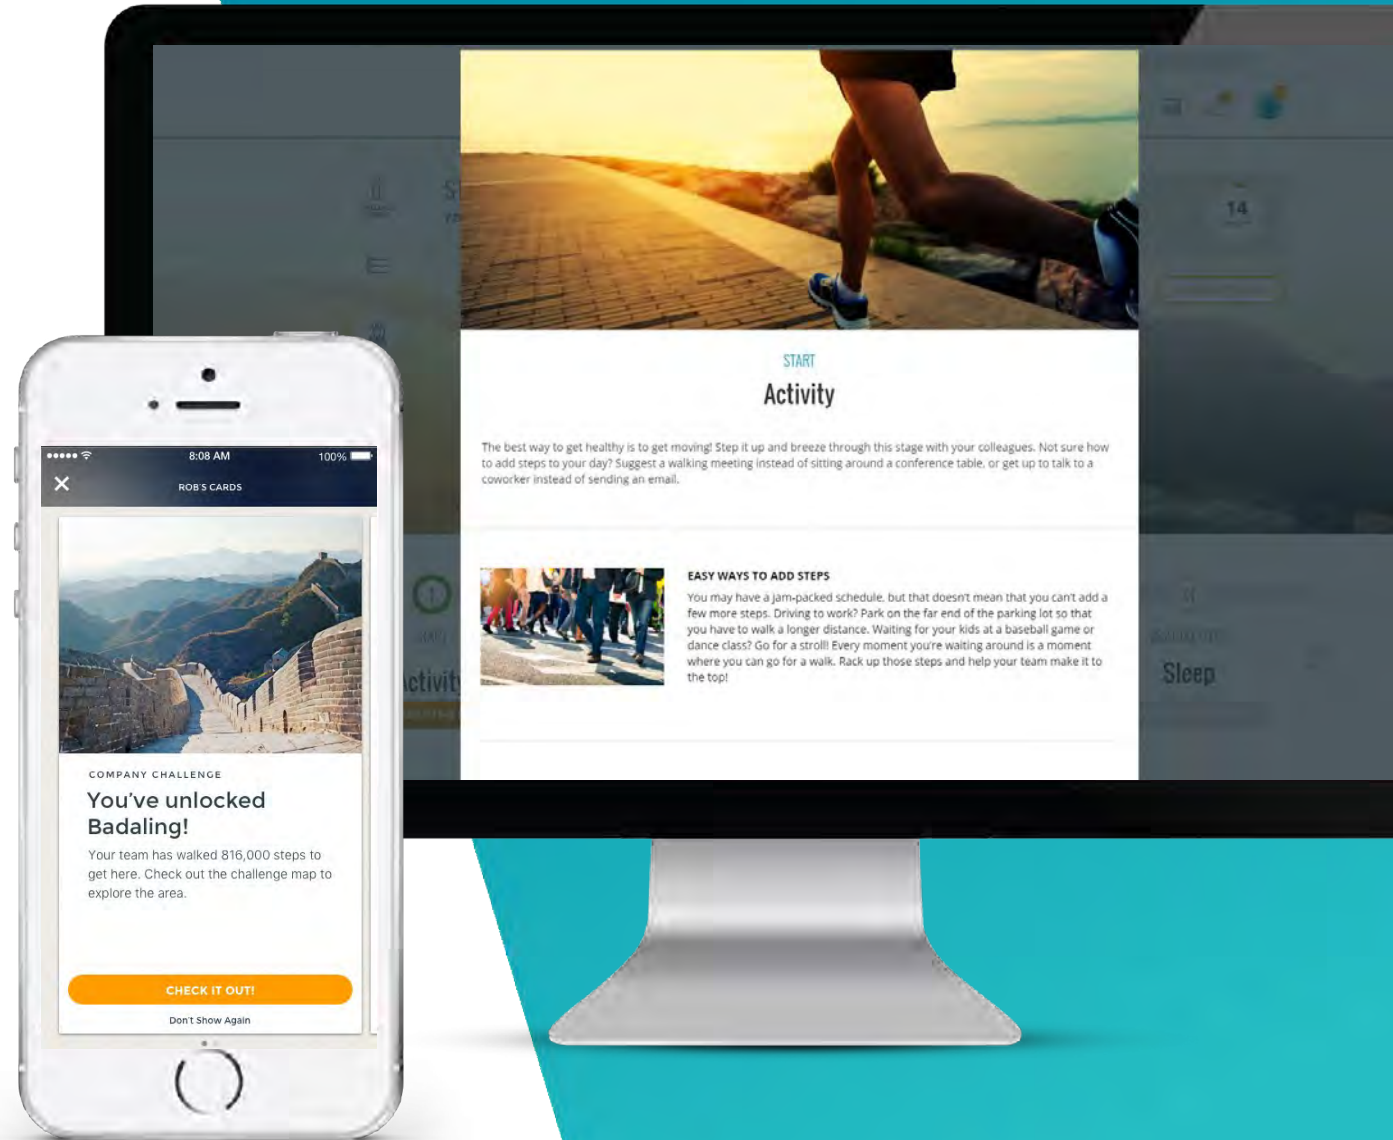 14
START
Activity
The best way to get healthy is to get moving! Step it up and breeze through this stage with your colleagues. Not sure how
to add steps to your day? Suggest a walking meeting instead of sitting around a conference table, or get up to talk to a
coworker instead of sending an email.
EASY WAYS TO ADD STEPS
You may have a jam-packed schedule, but that doesn't mean that you can't add a
few more steps. Driving to work? Park on the far end of the parking lot so that
you have to walk a longer distance. Waiting for your kids at a baseball game or
dance class? Go for a stroll! Every moment you're waiting around is a moment
where you can go for a walk. Rack up those steps and help your team make it to
the top!
Sleep
8:08 AM
100%
ROB'S CARDS
COMPANY CHALLENGE
You've unlocked
Badaling!
Your team has walked 816,000 steps to
get here. Check out the challenge map to
explore the area.
CHECK IT OUT!
Don't Show Again